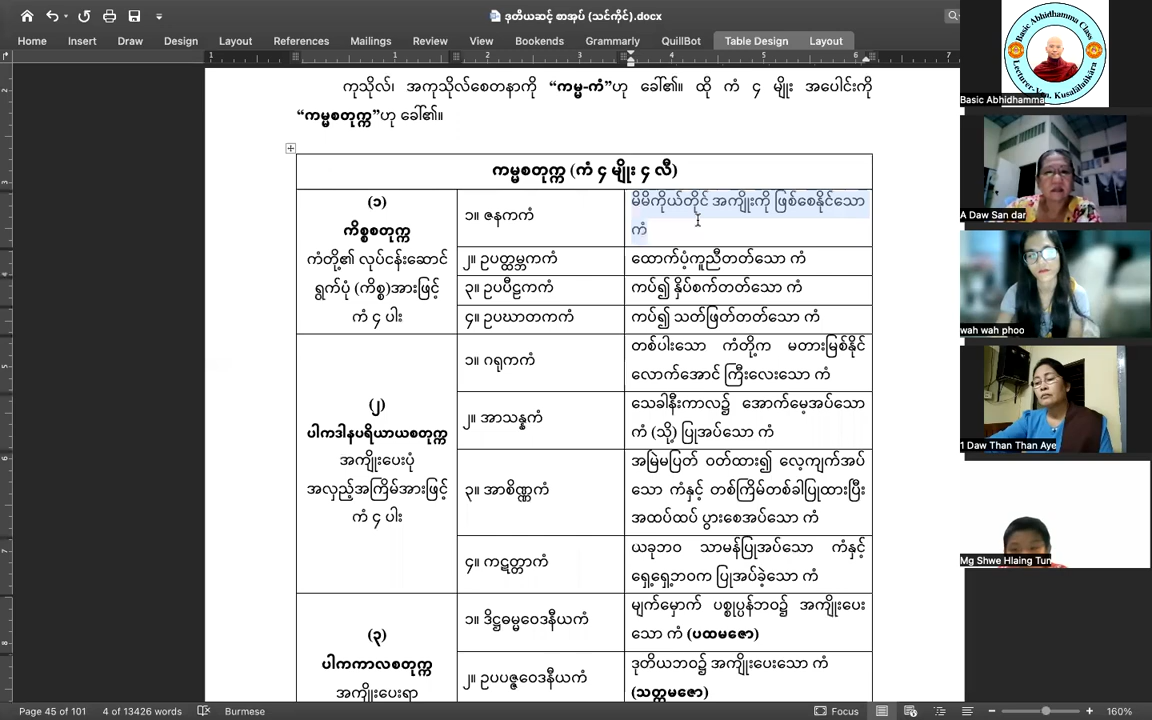 ဒုတိယဆင့် စာအုပ် (သင်ကိုင်).docx
Home Insert Draw Design Layout References Mailings Review View Bookends Grammarly QuillBot Table Design Layout
ကုသိုလ်၊ အကုသိုလ်စေတနာကို “ကမ္မ-ကံ”ဟု ခေါ်၏။ ထို ကံ ၄ မျိုး အပေါင်းကို
“ကမ္မစတုက္က”ဟု ခေါ်၏။
ကမ္မစတုက္က (ကံ ၄ မျိုး ၄ လီ)
(၁)
ကိစ္စစတုက္က
ကံတို့၏ လုပ်ငန်းဆောင်
ရွက်ပုံ (ကိစ္စ)အားဖြင့်
ကံ ၄ ပါး
၁။ ဇနကကံ
မိမိကိုယ်တိုင် အကျိုးကို ဖြစ်စေနိုင်သော
ကံ
၂။ ဥပတ္ထမ္ဘကကံ
ထောက်ပံ့ကူညီတတ်သော ကံ
၃။ ဥပပီဠကကံ
ကပ်၍ နှိပ်စက်တတ်သော ကံ
၄။ ဥပဃာတကကံ
ကပ်၍ သတ်ဖြတ်တတ်သော ကံ
(၂)
ပါကဒါနပရိယာယစတုက္က
အကျိုးပေးပုံ
အလှည့်အကြိမ်အားဖြင့်
ကံ ၄ ပါး
၁။ ဂရုကကံ
တစ်ပါးသော ကံတို့က မတားမြစ်နိုင်
လောက်အောင် ကြီးလေးသော ကံ
၂။ အာသန္နကံ
သေခါနီးကာလ၌ အောက်မေ့အပ်သော
ကံ (သို့) ပြုအပ်သော ကံ
၃။ အာစိဏ္ဏကံ
အမြဲမပြတ် ဝတ်ထား၍ လေ့ကျက်အပ်
သော ကံနှင့် တစ်ကြိမ်တစ်ခါပြုထားပြီး
အထပ်ထပ် ပွားစေအပ်သော ကံ
၄။ ကဋတ္တာကံ
ယခုဘဝ သာမန်ပြုအပ်သော ကံနှင့်
ရှေ့ရှေ့ဘဝက ပြုအပ်ခဲ့သော ကံ
(၃)
ပါကကာလစတုက္က
အကျိုးပေးရာ
၁။ ဒိဋ္ဌဓမ္မဝေဒနီယကံ
မျက်မှောက် ပစ္စုပ္ပန်ဘဝ၌ အကျိုးပေး
သော ကံ (ပထမဇော)
၂။ ဥပပဇ္ဇဝေဒနီယကံ
ဒုတိယဘဝ၌ အကျိုးပေးသော ကံ
(သတ္တမဇော)
Page 45 of 101 4 of 13426 words Burmese Focus 160%
Basic Abhidhamma Class
Lecturer-Ven. Kusalālaṅkāra
Basic Abhidhamma
A Daw San dar
wah wah phoo
1 Daw Than Than Aye
Mg Shwe Hlaing Tun